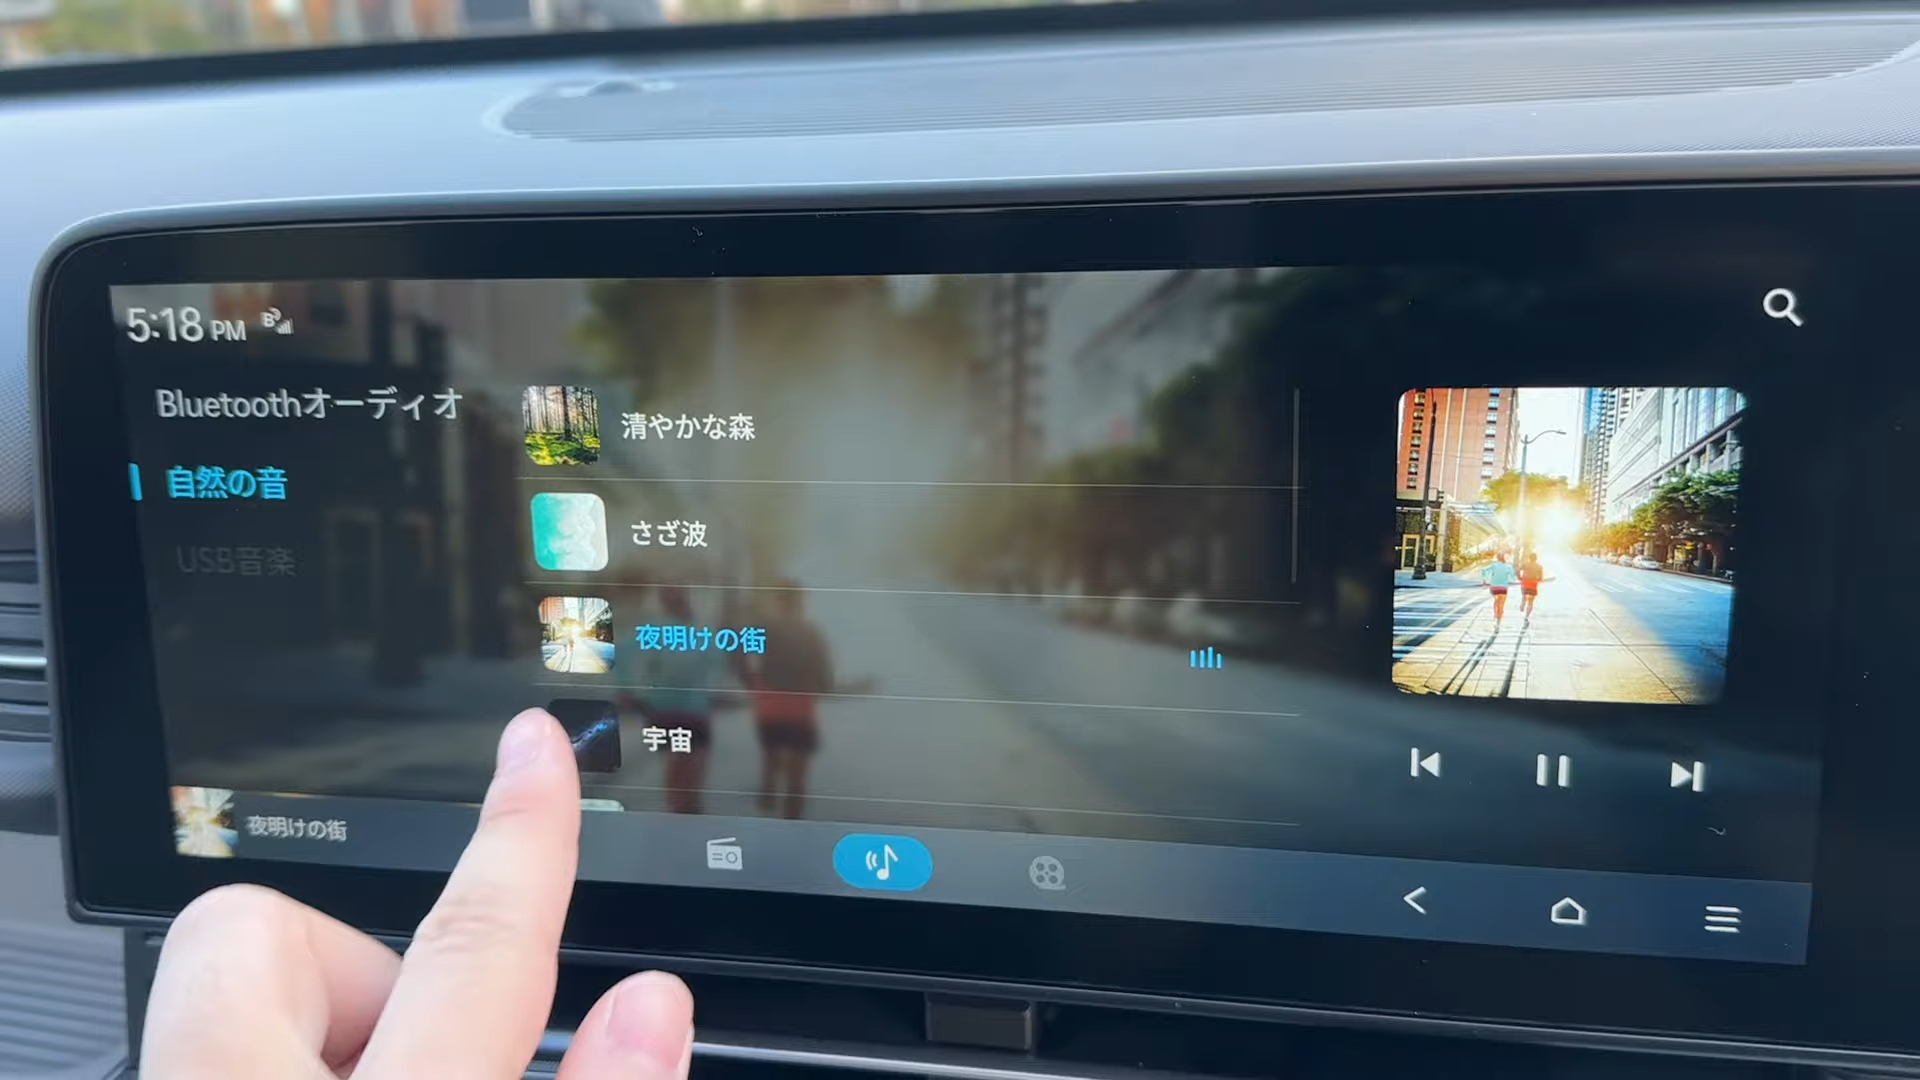 5:18 PM
Bluetoothオーディオ
自然の音
USB音楽
清やかな森
さざ波
夜明けの街
宇宙
夜明けの街